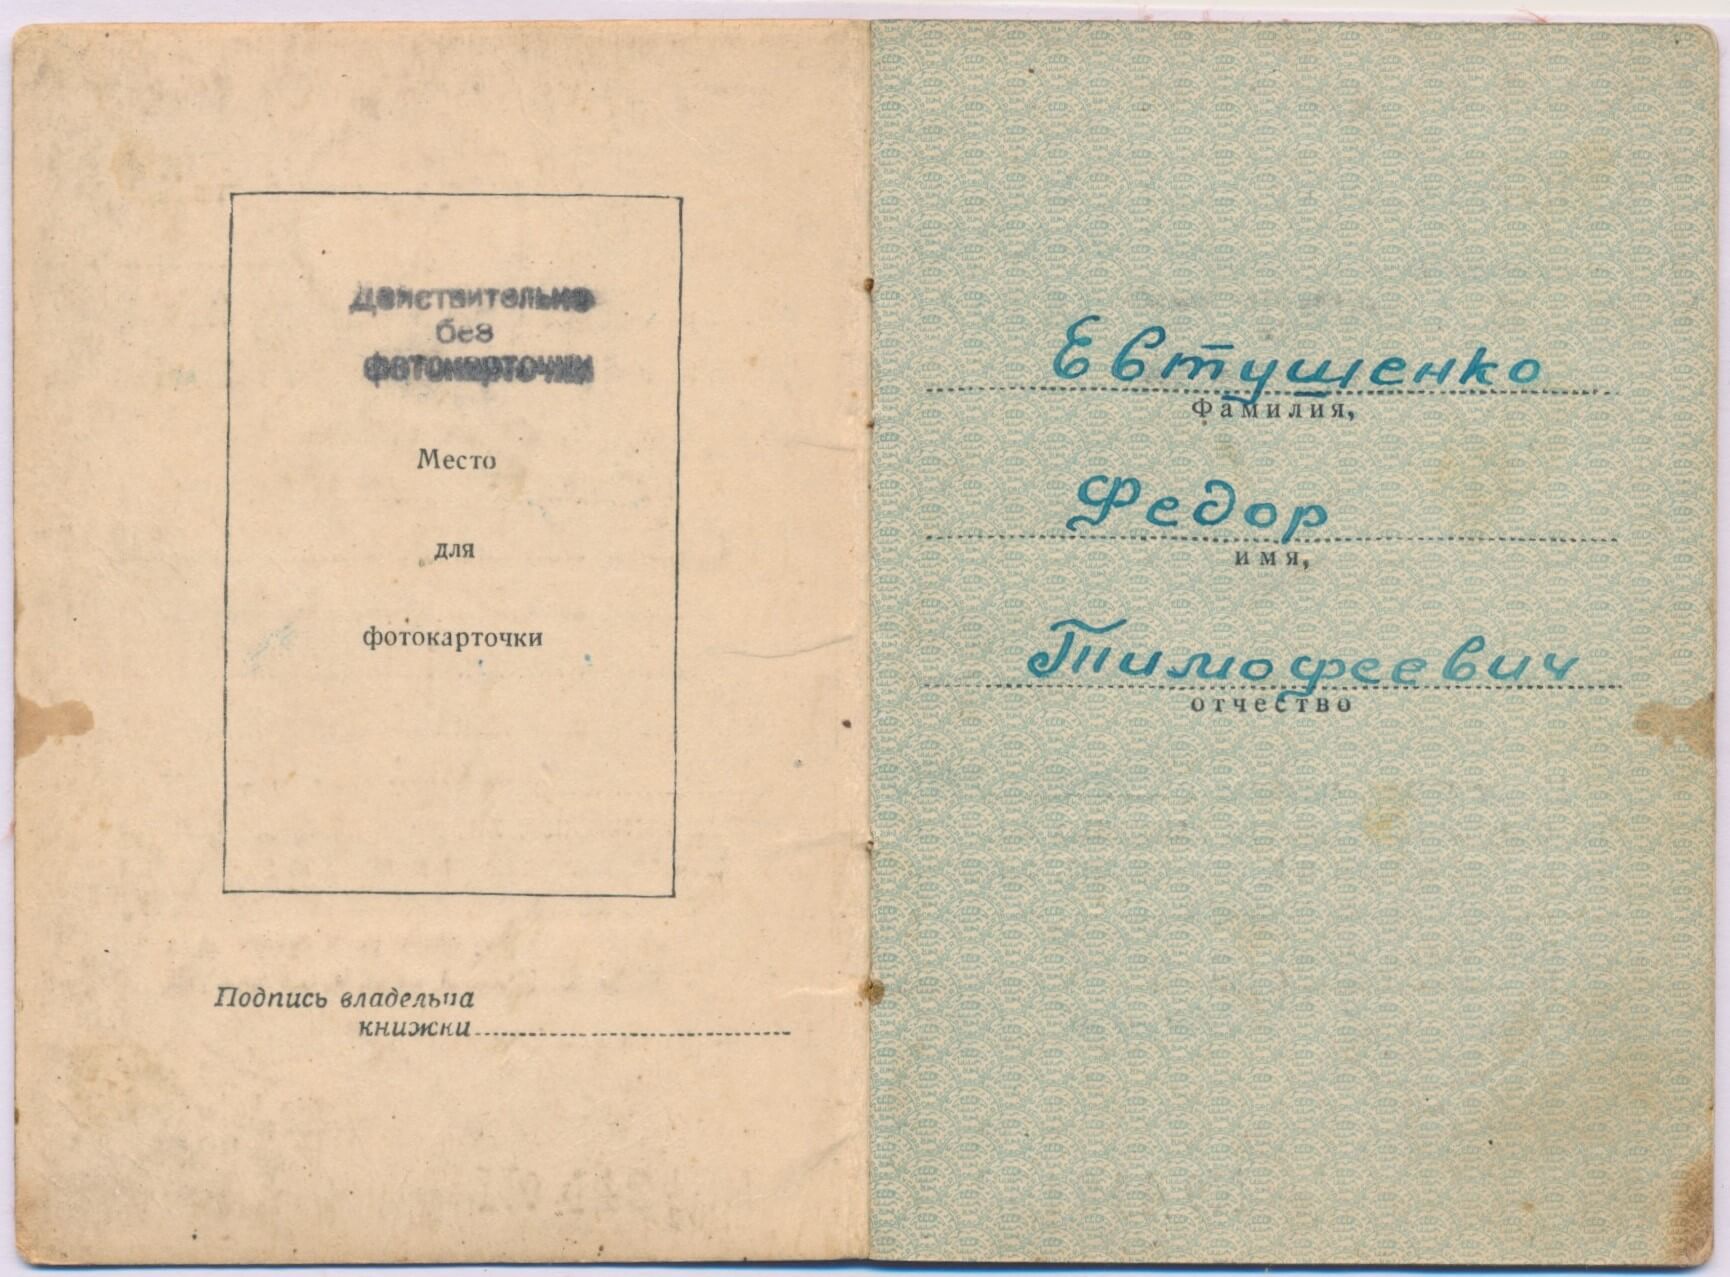 Действительно
без
фотокарточки
Место
для
фотокарточки
Подпись владельца
книжки
Евтушенко
Фамилия,
Федор
имя,
Тимофеевич
отчество